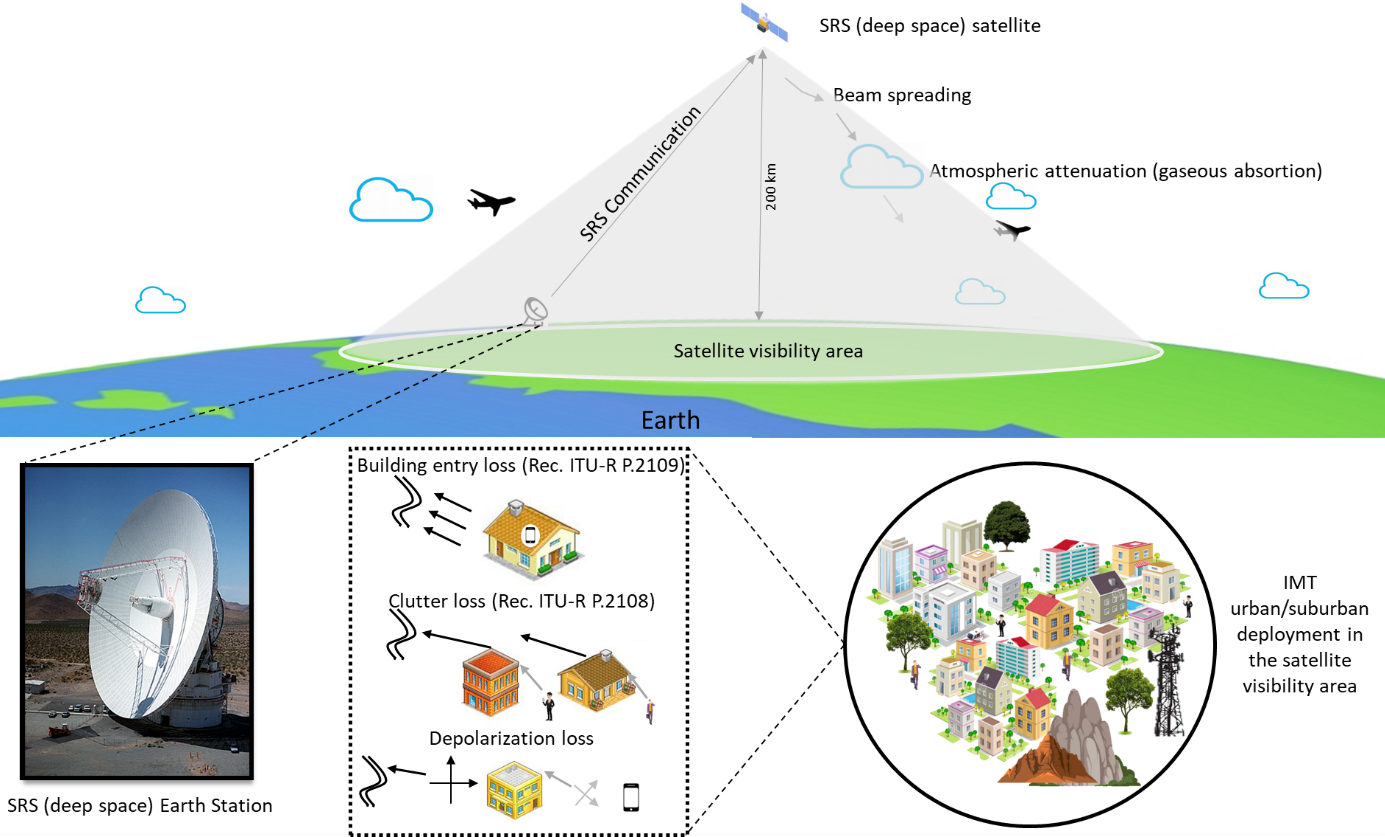 SRS (deep space) satellite
Beam spreading
SRS Communication
200 km
Atmospheric attenuation (gaseous absortion)
Satellite visibility area
Earth
Building entry loss (Rec. ITU-R P.2109)
Clutter loss (Rec. ITU-R P.2108)
Depolarization loss
SRS (deep space) Earth Station
IMT
urban/suburban
deployment in
the satellite
visibility area